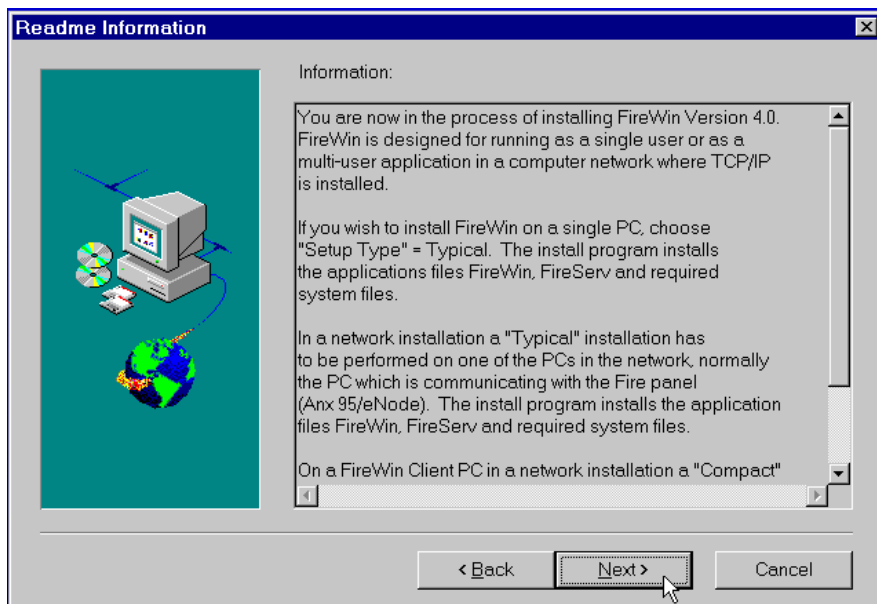 Readme Information
Information:
You are now in the process of installing FireWin Version 4.0.
FireWin is designed for running as a single user or as a
multi-user application in a computer network where TCP/IP
is installed.
If you wish to install FireWin on a single PC, choose
"Setup Type" = Typical.  The install program installs
the applications files FireWin, FireServ and required
system files.
In a network installation a "Typical" installation has
to be performed on one of the PCs in the network, normally
the PC which is communicating with the Fire panel
(Anx 95/eNode).  The install program installs the application
files FireWin, FireServ and required system files.
On a FireWin Client PC in a network installation a "Compact"
< Back
Next >
Cancel